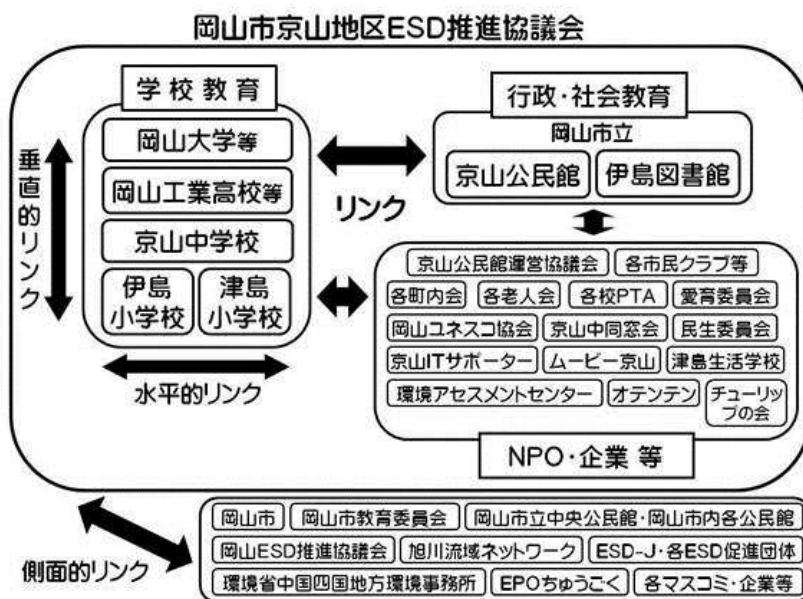 岡山市京山地区ESD推進協議会
学校教育
岡山大学等
岡山工業高校等
京山中学校
伊島
小学校
津島
小学校
垂直的リンク
水平的リンク
リンク
行政・社会教育
岡山市立
京山公民館
伊島図書館
京山公民館運営協議会
各市民クラブ等
各町内会
各老人会
各校PTA
愛育委員会
岡山ユネスコ協会
京山中同窓会
民生委員会
京山ITサポーター
ムービー京山
津島生活学校
環境アセスメントセンター
オテンテン
チューリッ
プの会
NPO・企業 等
側面的リンク
岡山市
岡山市教育委員会
岡山市立中央公民館・岡山市内各公民館
岡山ESD推進協議会
旭川流域ネットワーク
ESD-J・各ESD促進団体
環境省中国四国地方環境事務所
EPOちゅうごく
各マスコミ・企業等